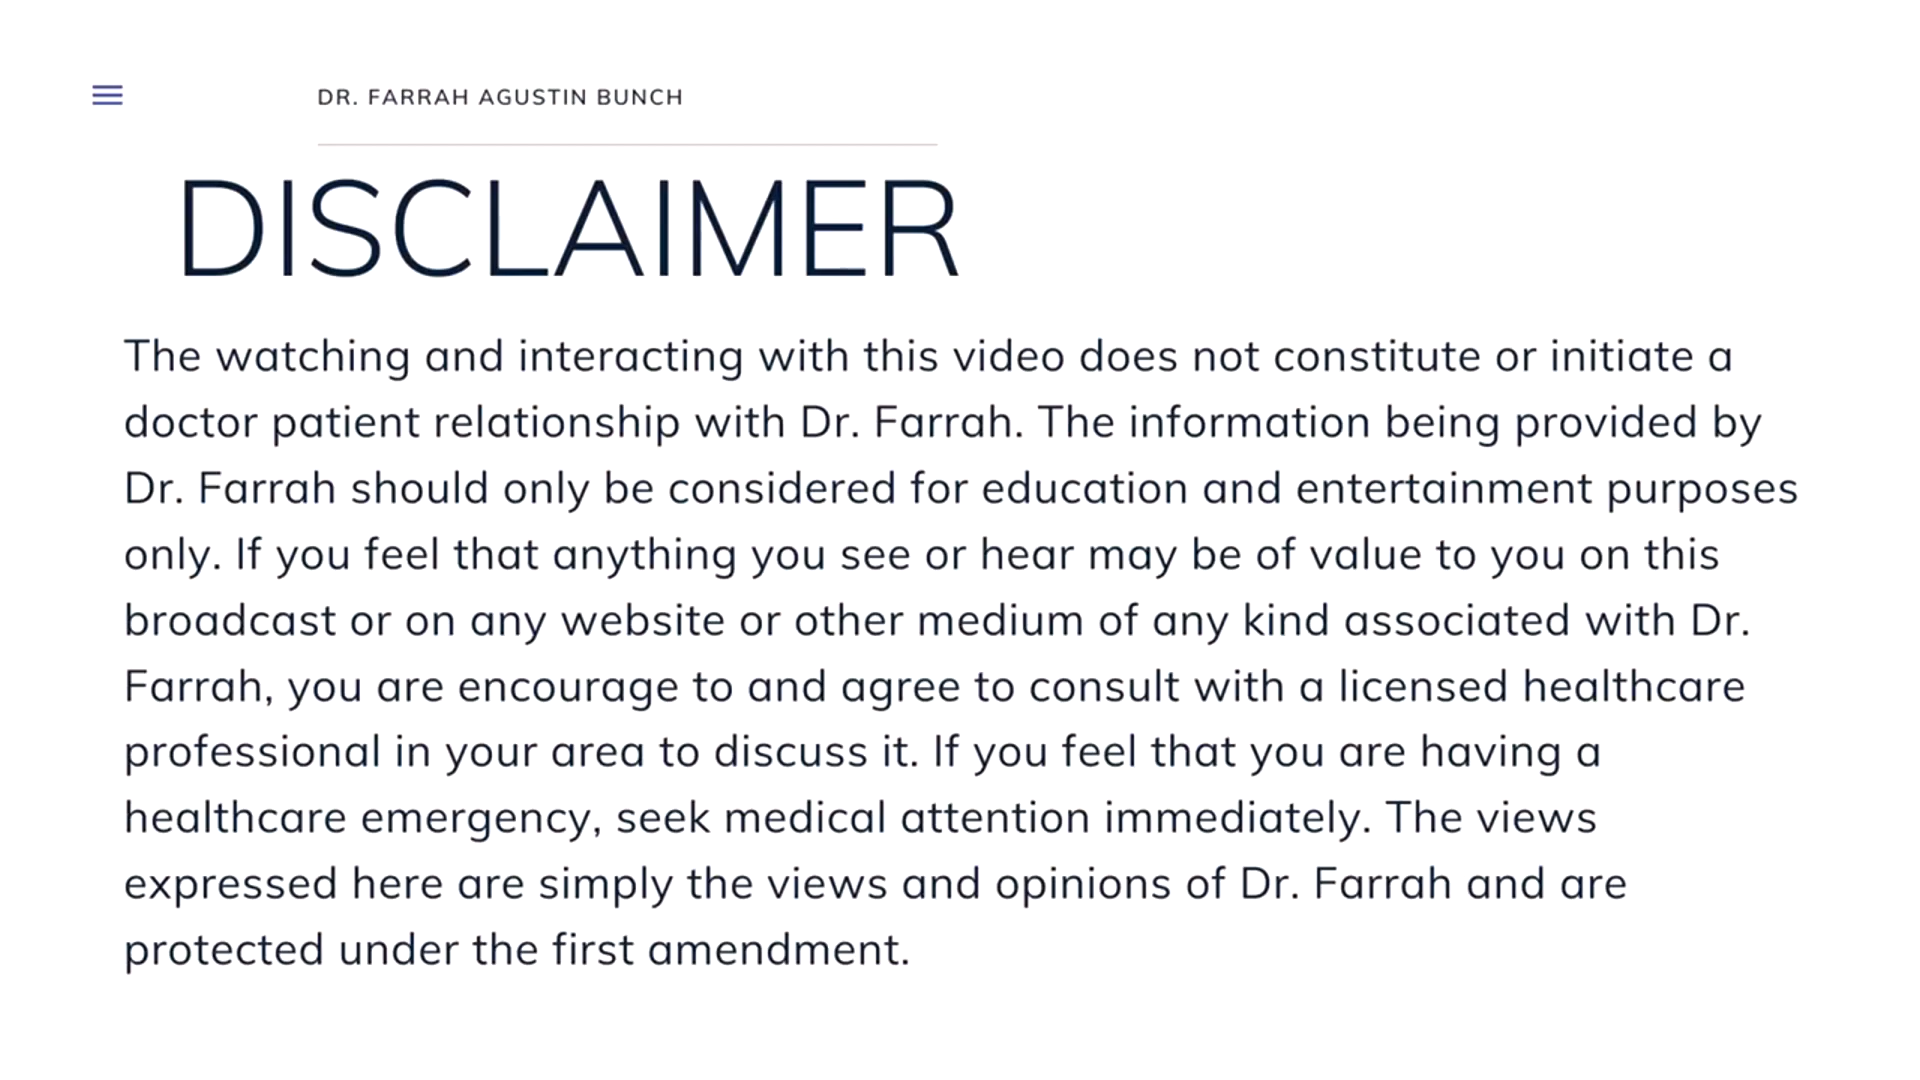 DR. FARRAH AGUSTIN BUNCH
DISCLAIMER
The watching and interacting with this video does not constitute or initiate a
doctor patient relationship with Dr. Farrah. The information being provided by
Dr. Farrah should only be considered for education and entertainment purposes
only. If you feel that anything you see or hear may be of value to you on this
broadcast or on any website or other medium of any kind associated with Dr.
Farrah, you are encourage to and agree to consult with a licensed healthcare
professional in your area to discuss it. If you feel that you are having a
healthcare emergency, seek medical attention immediately. The views
expressed here are simply the views and opinions of Dr. Farrah and are
protected under the first amendment.